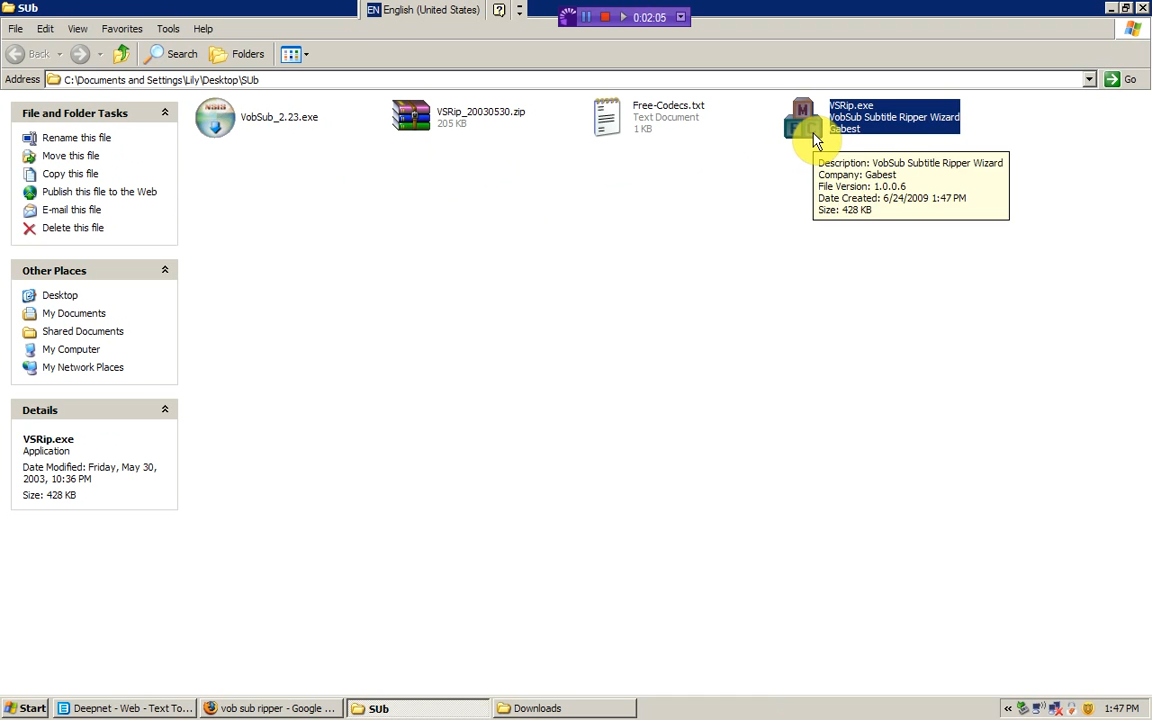 SUb
EN English (United States)
0:02:05
File Edit View Favorites Tools Help
Back Search Folders
Address C:\Documents and Settings\Lily\Desktop\SUb Go
File and Folder Tasks
Rename this file
Move this file
Copy this file
Publish this file to the Web
E-mail this file
Delete this file
Other Places
Desktop
My Documents
Shared Documents
My Computer
My Network Places
Details
VSRip.exe
Application
Date Modified: Friday, May 30,
2003, 10:36 PM
Size: 428 KB
VobSub_2.23.exe
VSRip_20030530.zip
205 KB
Free-Codecs.txt
Text Document
1 KB
VSRip.exe
VobSub Subtitle Ripper Wizard
Gabest
Description: VobSub Subtitle Ripper Wizard
Company: Gabest
File Version: 1.0.0.6
Date Created: 6/24/2009 1:47 PM
Size: 428 KB
Start Deepnet - Web - Text To... vob sub ripper - Google ... SUb Downloads 1:47 PM